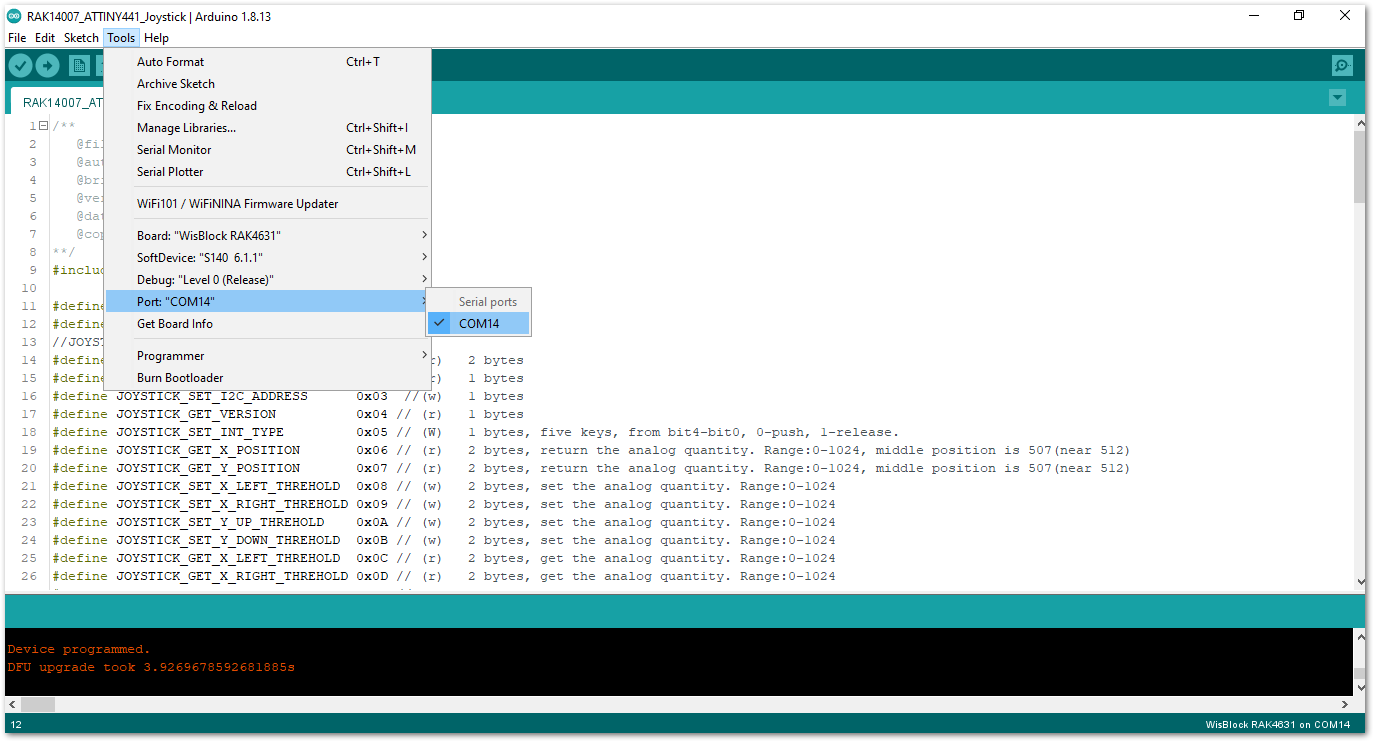 RAK14007_ATTINY441_Joystick | Arduino 1.8.13
File Edit Sketch Tools Help
Auto Format Ctrl+T
Archive Sketch
Fix Encoding & Reload
Manage Libraries... Ctrl+Shift+I
Serial Monitor Ctrl+Shift+M
Serial Plotter Ctrl+Shift+L
WiFi101 / WiFiNINA Firmware Updater
Board: "WisBlock RAK4631"
SoftDevice: "S140 6.1.1"
Debug: "Level 0 (Release)"
Port: "COM14"
Get Board Info
Programmer
Burn Bootloader
Serial ports
COM14
RAK14007_AT
1 /**
2 @fil
3 @aut
4 @bri
5 @ver
6 @dat
7 @cop
8 **/
9 #includ
10
11 #define
12 #define
13 //JOYST
14 #define r) 2 bytes
15 #define r) 1 bytes
16 #define JOYSTICK_SET_I2C_ADDRESS 0x03 //(w) 1 bytes
17 #define JOYSTICK_GET_VERSION 0x04 // (r) 1 bytes
18 #define JOYSTICK_SET_INT_TYPE 0x05 // (W) 1 bytes, five keys, from bit4-bit0, 0-push, 1-release.
19 #define JOYSTICK_GET_X_POSITION 0x06 // (r) 2 bytes, return the analog quantity. Range:0-1024, middle position is 507(near 512)
20 #define JOYSTICK_GET_Y_POSITION 0x07 // (r) 2 bytes, return the analog quantity. Range:0-1024, middle position is 507(near 512)
21 #define JOYSTICK_SET_X_LEFT_THREHOLD 0x08 // (w) 2 bytes, set the analog quantity. Range:0-1024
22 #define JOYSTICK_SET_X_RIGHT_THREHOLD 0x09 // (w) 2 bytes, set the analog quantity. Range:0-1024
23 #define JOYSTICK_SET_Y_UP_THREHOLD 0x0A // (w) 2 bytes, set the analog quantity. Range:0-1024
24 #define JOYSTICK_SET_Y_DOWN_THREHOLD 0x0B // (w) 2 bytes, set the analog quantity. Range:0-1024
25 #define JOYSTICK_GET_X_LEFT_THREHOLD 0x0C // (r) 2 bytes, get the analog quantity. Range:0-1024
26 #define JOYSTICK_GET_X_RIGHT_THREHOLD 0x0D // (r) 2 bytes, get the analog quantity. Range:0-1024
Device programmed.
DFU upgrade took 3.9269678592681885s
12 WisBlock RAK4631 on COM14